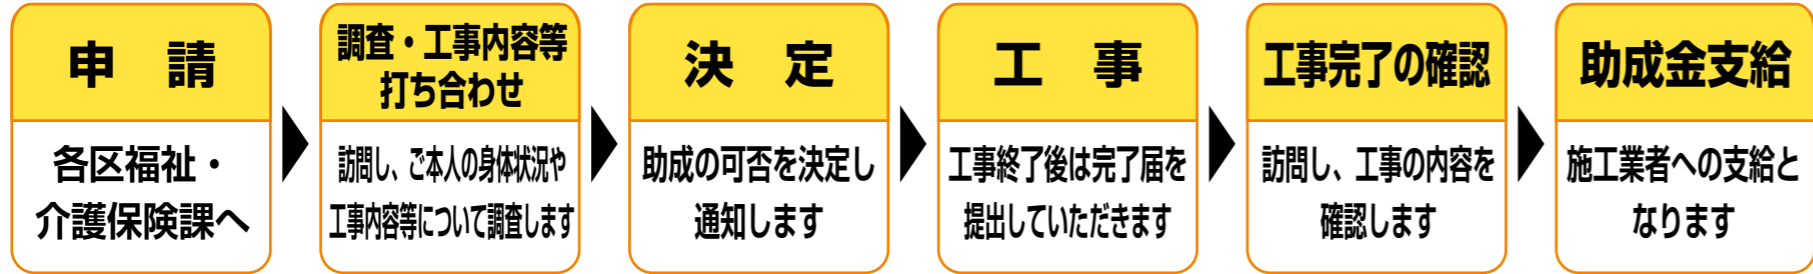 申　請
各区福祉・
介護保険課へ
調査・工事内容等
打ち合わせ
訪問し、ご本人の身体状況や
工事内容等について調査します
決　定
助成の可否を決定し
通知します
工　事
工事終了後は完了届を
提出していただきます
工事完了の確認
訪問し、工事の内容を
確認します
助成金支給
施工業者への支給と
なります